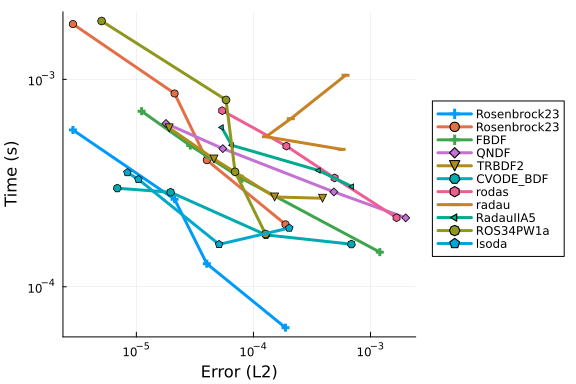 Time (s)
10⁻³
10⁻⁴
10⁻⁵
10⁻⁴
10⁻³
Error (L2)
Rosenbrock23
Rosenbrock23
FBDF
QNDF
TRBDF2
CVODE_BDF
rodas
radau
RadauIIA5
ROS34PW1a
lsoda